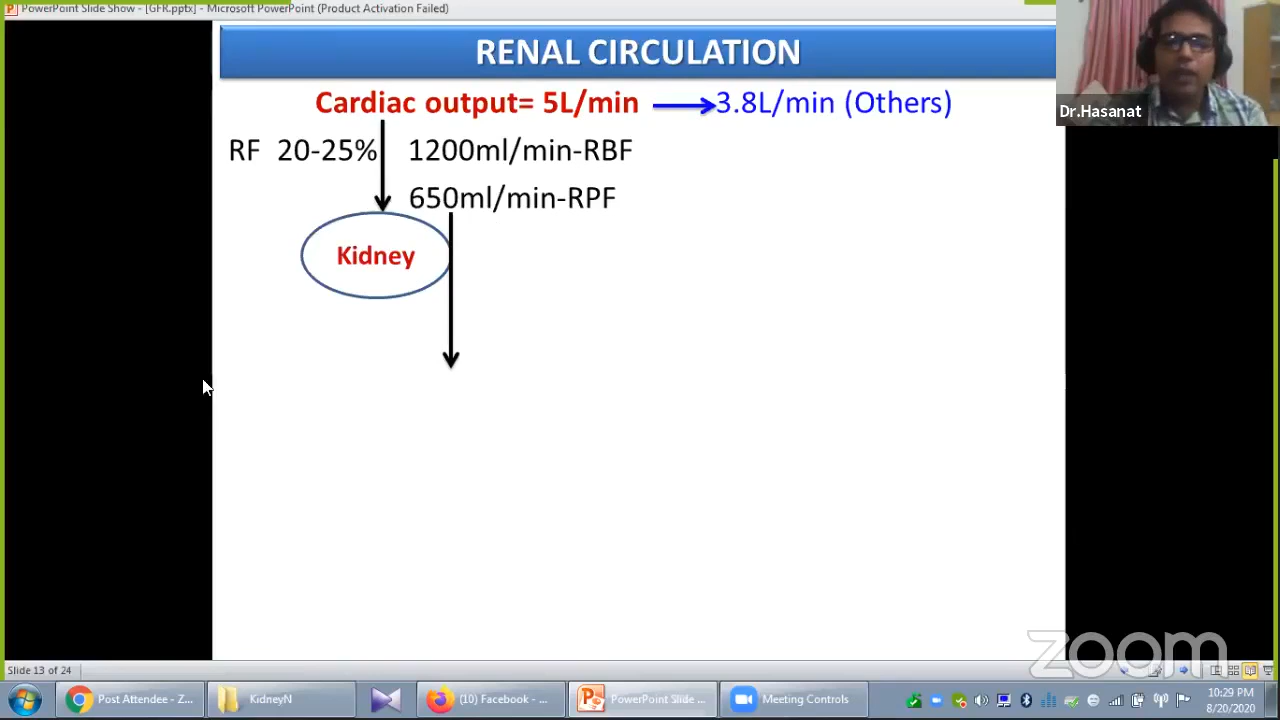 PowerPoint Slide Show - [GFR.pptx] - Microsoft PowerPoint (Product Activation Failed)
RENAL CIRCULATION
Cardiac output= 5L/min 3.8L/min (Others)
Dr.Hasanat
RF 20-25% 1200ml/min-RBF
650ml/min-RPF
Kidney
zoom
Slide 13 of 24
Post Attendee - Z...
KidneyN
(10) Facebook - ...
PowerPoint Slide ...
Meeting Controls
10:29 PM
8/20/2020